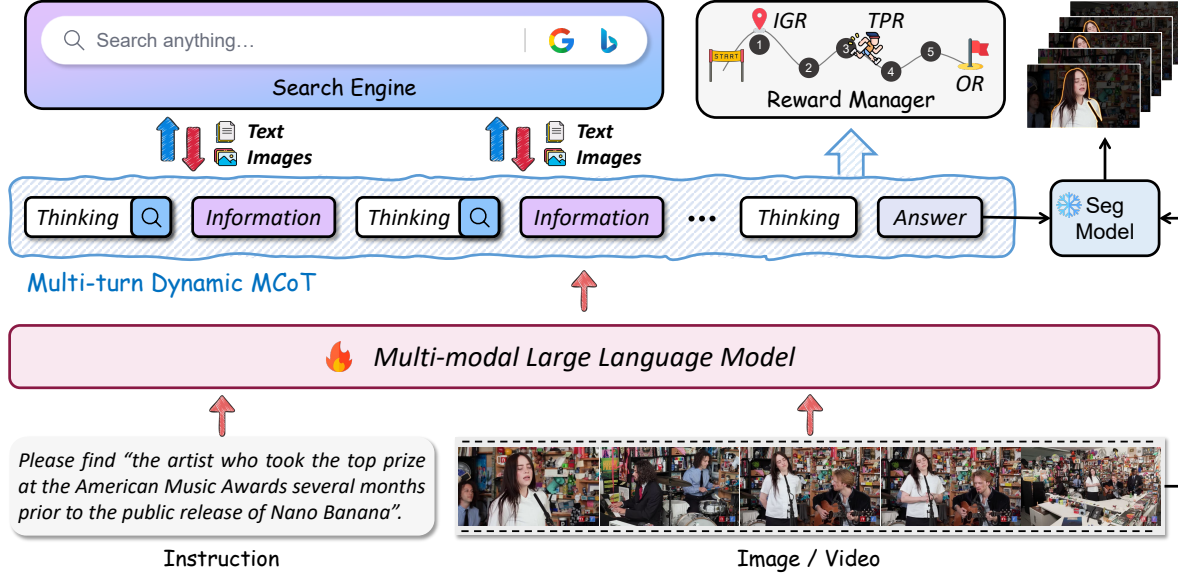 Search anything…
Search Engine
START
IGR
TPR
OR
1
2
3
4
5
Reward Manager
Text
Images
Text
Images
Thinking
Information
Thinking
Information
...
Thinking
Answer
Seg
Model
Multi-turn Dynamic MCoT
Multi-modal Large Language Model
Please find “the artist who took the top prize
at the American Music Awards several months
prior to the public release of Nano Banana”.
Instruction
Image / Video